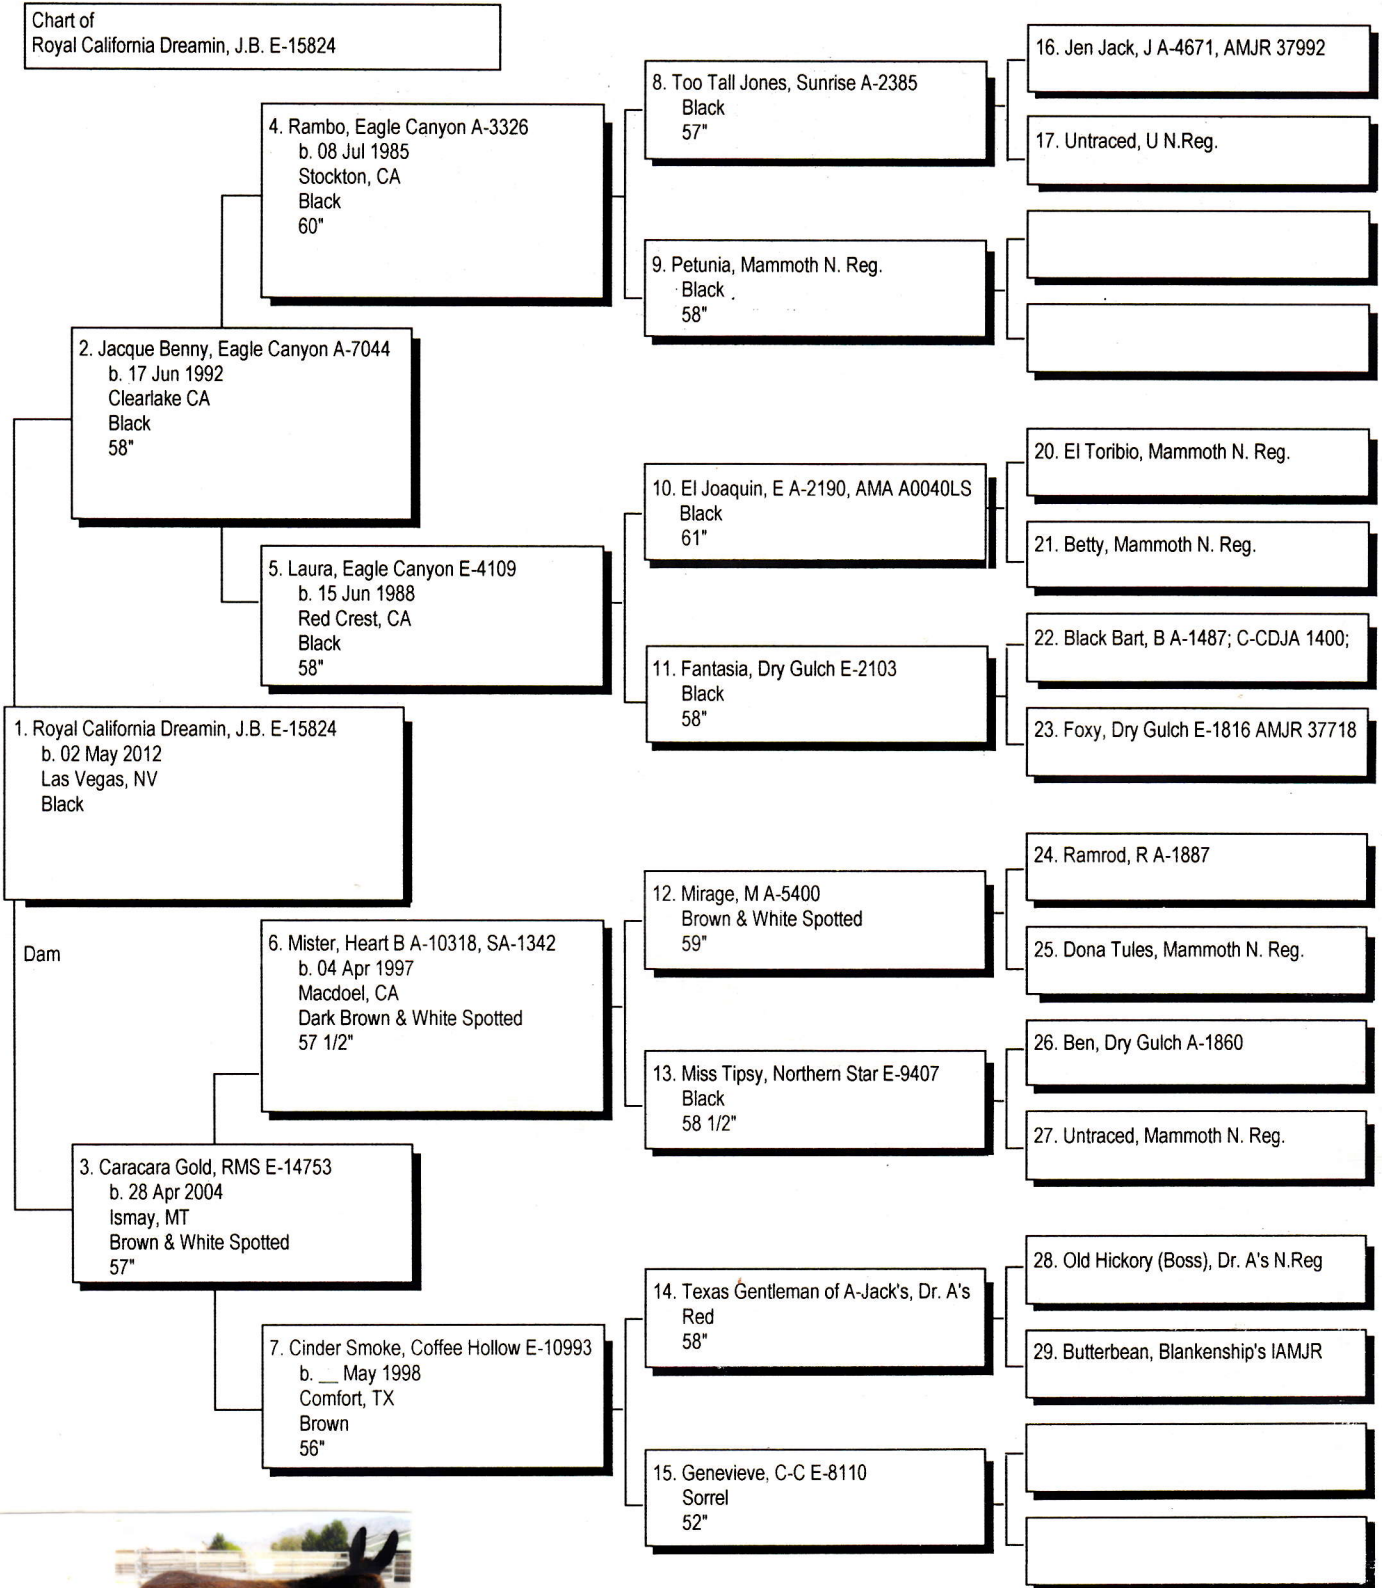 Chart of
Royal California Dreamin, J.B. E-15824
1. Royal California Dreamin, J.B. E-15824
b. 02 May 2012
Las Vegas, NV
Black
Dam
2. Jacque Benny, Eagle Canyon A-7044
b. 17 Jun 1992
Clearlake CA
Black
58"
3. Caracara Gold, RMS E-14753
b. 28 Apr 2004
Ismay, MT
Brown & White Spotted
57"
4. Rambo, Eagle Canyon A-3326
b. 08 Jul 1985
Stockton, CA
Black
60"
5. Laura, Eagle Canyon E-4109
b. 15 Jun 1988
Red Crest, CA
Black
58"
6. Mister, Heart B A-10318, SA-1342
b. 04 Apr 1997
Macdoel, CA
Dark Brown & White Spotted
57 1/2"
7. Cinder Smoke, Coffee Hollow E-10993
b. __ May 1998
Comfort, TX
Brown
56"
8. Too Tall Jones, Sunrise A-2385
Black
57"
9. Petunia, Mammoth N. Reg.
Black
58"
10. El Joaquin, E A-2190, AMA A0040LS
Black
61"
11. Fantasia, Dry Gulch E-2103
Black
58"
12. Mirage, M A-5400
Brown & White Spotted
59"
13. Miss Tipsy, Northern Star E-9407
Black
58 1/2"
14. Texas Gentleman of A-Jack's, Dr. A's
Red
58"
15. Genevieve, C-C E-8110
Sorrel
52"
16. Jen Jack, J A-4671, AMJR 37992
17. Untraced, U N.Reg.
20. El Toribio, Mammoth N. Reg.
21. Betty, Mammoth N. Reg.
22. Black Bart, B A-1487; C-CDJA 1400;
23. Foxy, Dry Gulch E-1816 AMJR 37718
24. Ramrod, R A-1887
25. Dona Tules, Mammoth N. Reg.
26. Ben, Dry Gulch A-1860
27. Untraced, Mammoth N. Reg.
28. Old Hickory (Boss), Dr. A's N.Reg
29. Butterbean, Blankenship's IAMJR